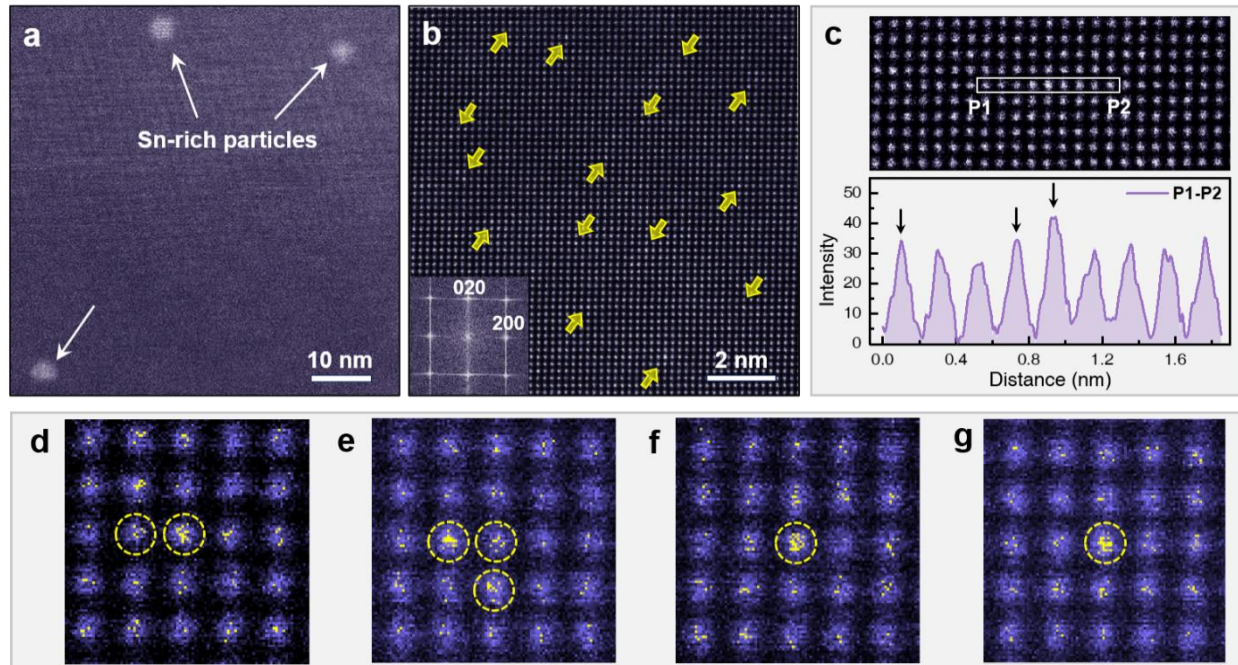 a
Sn-rich particles
10 nm
b
020
200
2 nm
c
P1
P2
P1-P2
50
40
30
20
10
0
Intensity
0.0
0.4
0.8
1.2
1.6
Distance (nm)
d
e
f
g